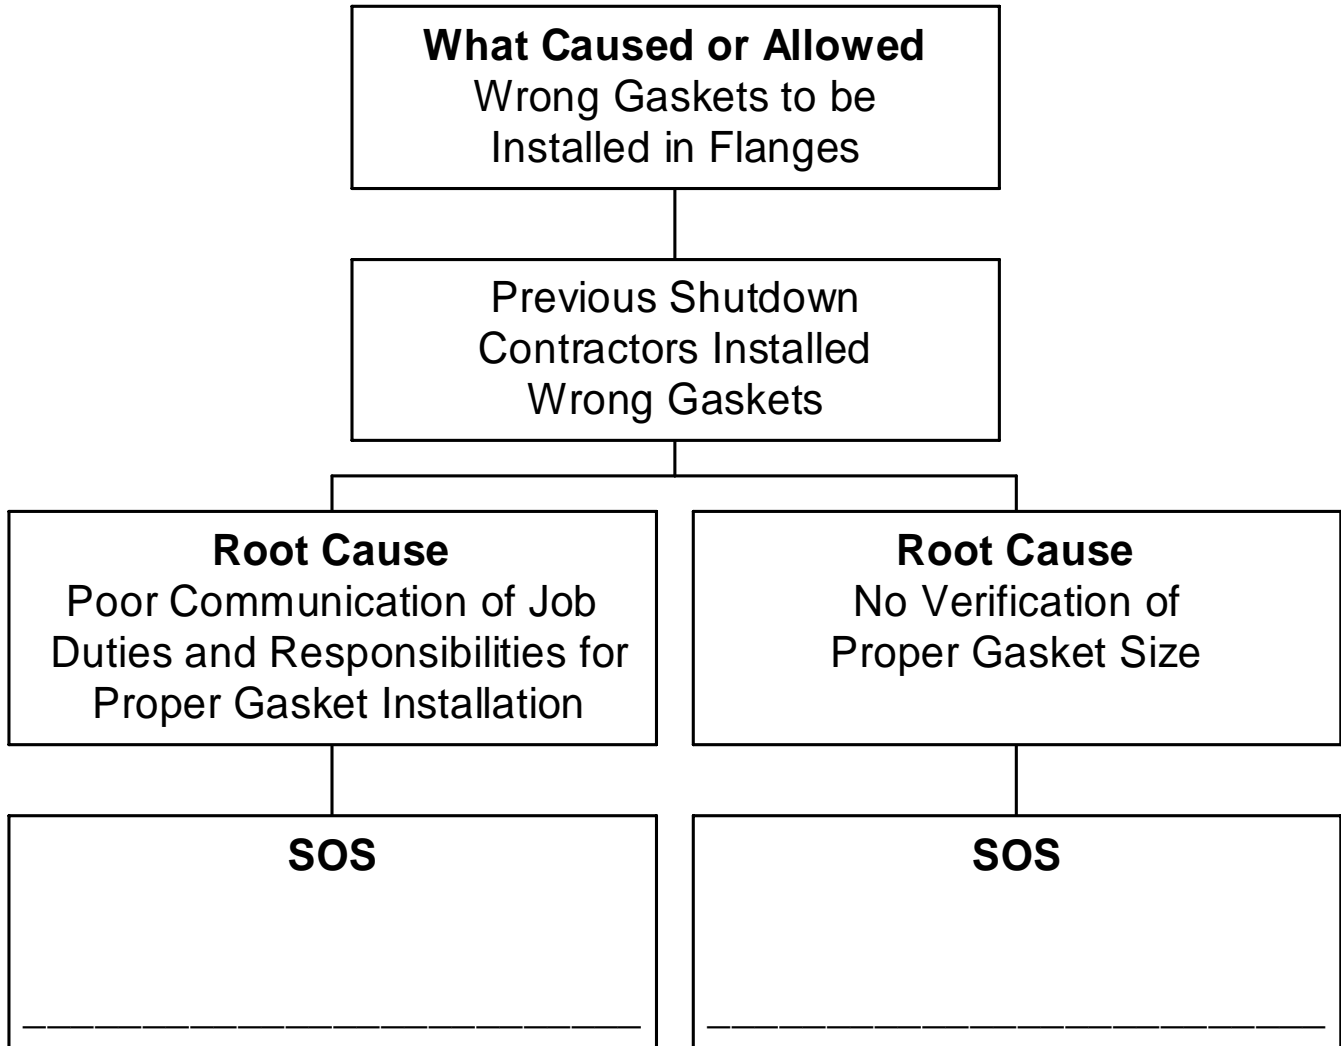 What Caused or Allowed
Wrong Gaskets to be
Installed in Flanges
Previous Shutdown
Contractors Installed
Wrong Gaskets
Root Cause
Poor Communication of Job
Duties and Responsibilities for
Proper Gasket Installation
Root Cause
No Verification of
Proper Gasket Size
SOS
__________________________
SOS
__________________________